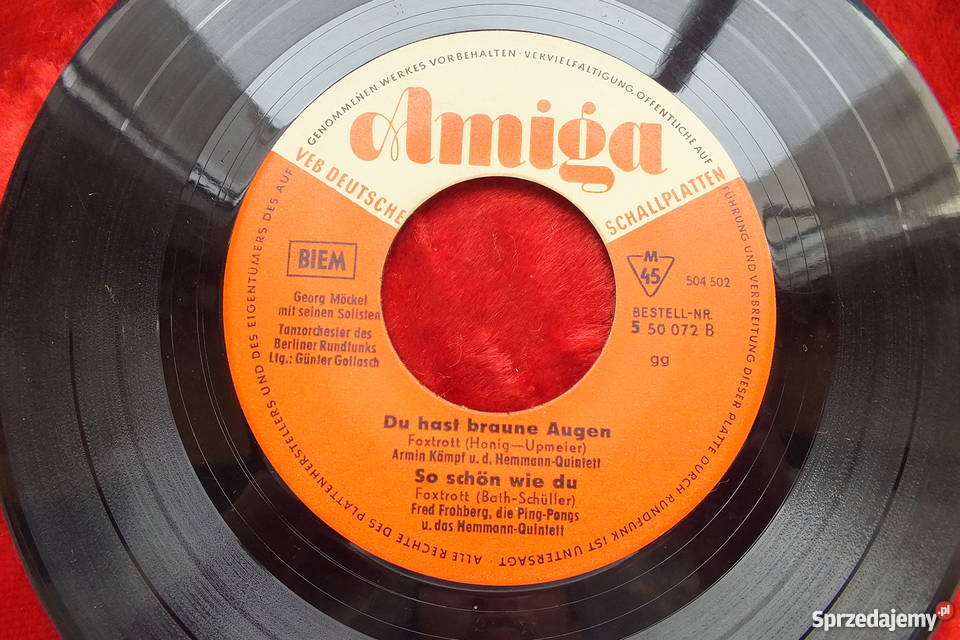 GENOMMENEN WERKES VORBEHALTEN · VERVIELFÄLTIGUNG, ÖFFENTLICHE AUF
FÜHRUNG UND VERBREITUNG DIESER PLATTE DURCH RUNDFUNK IST UNTERSAGT · ALLE RECHTE DES PLATTENHERSTELLERS UND DES EIGENTÜMERS DES AUF
Amiga
VEB DEUTSCHE SCHALLPLATTEN
BIEM
Georg Möckel
mit seinen Solisten
Tanzorchester des
Berliner Rundfunks
Ltg.: Günter Gollasch
M
45
504 502
BESTELL-NR.
5 50 072 B
gg
Du hast braune Augen
Foxtrott (Honig—Upmeier)
Armin Kämpf u. d. Hemmann-Quintett
So schön wie du
Foxtrott (Bath-Schüller)
Fred Frohberg, die Ping-Pongs
u. das Hemmann-Quintett
Sprzedajemy.pl